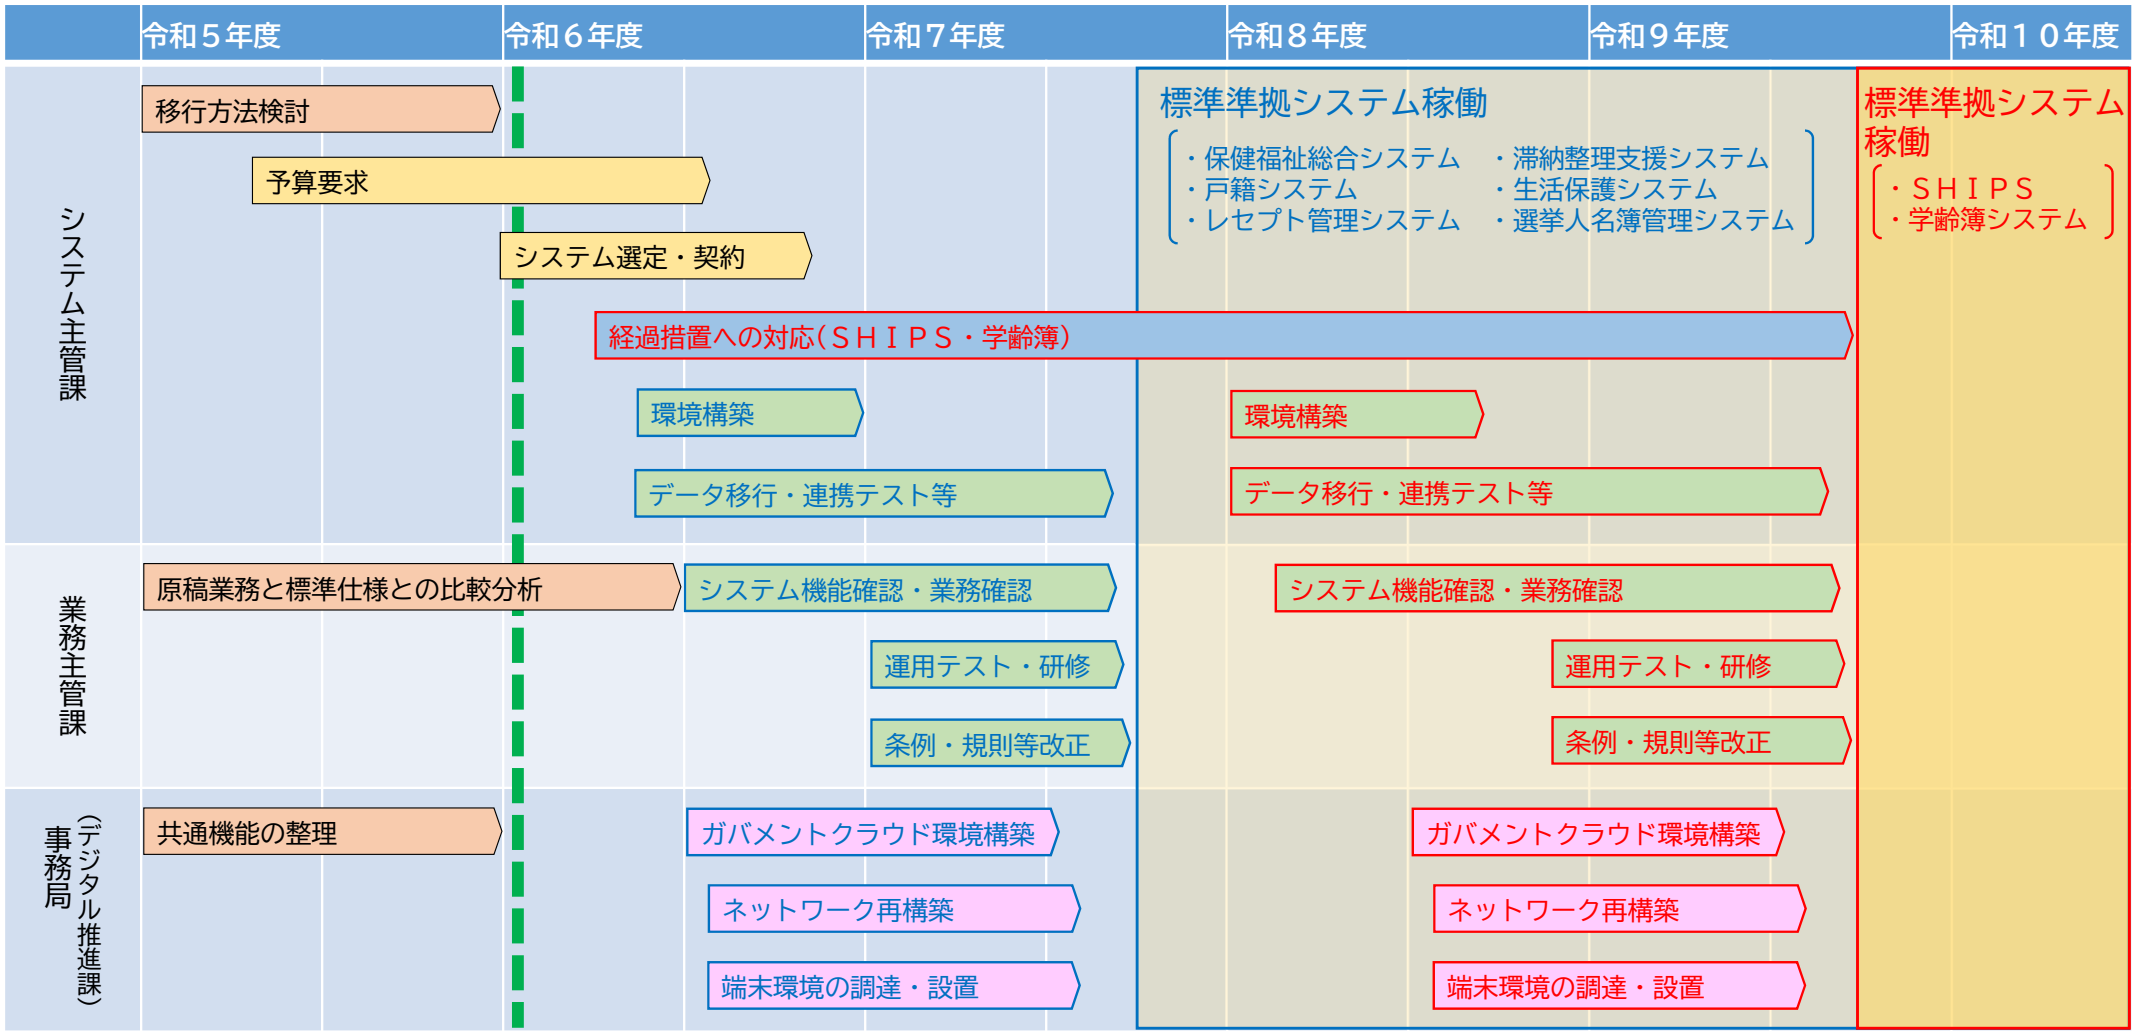 令和５年度
令和６年度
令和７年度
令和８年度
令和９年度
令和１０年度
システム主管課
移行方法検討
予算要求
システム選定・契約
経過措置への対応(ＳＨＩＰＳ・学齢簿)
環境構築
データ移行・連携テスト等
標準準拠システム稼働
・保健福祉総合システム
・滞納整理支援システム
・戸籍システム
・生活保護システム
・レセプト管理システム
・選挙人名簿管理システム
環境構築
データ移行・連携テスト等
標準準拠システム
稼働
・ＳＨＩＰＳ
・学齢簿システム
業務主管課
原稿業務と標準仕様との比較分析
システム機能確認・業務確認
運用テスト・研修
条例・規則等改正
システム機能確認・業務確認
運用テスト・研修
条例・規則等改正
(デジタル推進課)
事務局
共通機能の整理
ガバメントクラウド環境構築
ネットワーク再構築
端末環境の調達・設置
ガバメントクラウド環境構築
ネットワーク再構築
端末環境の調達・設置